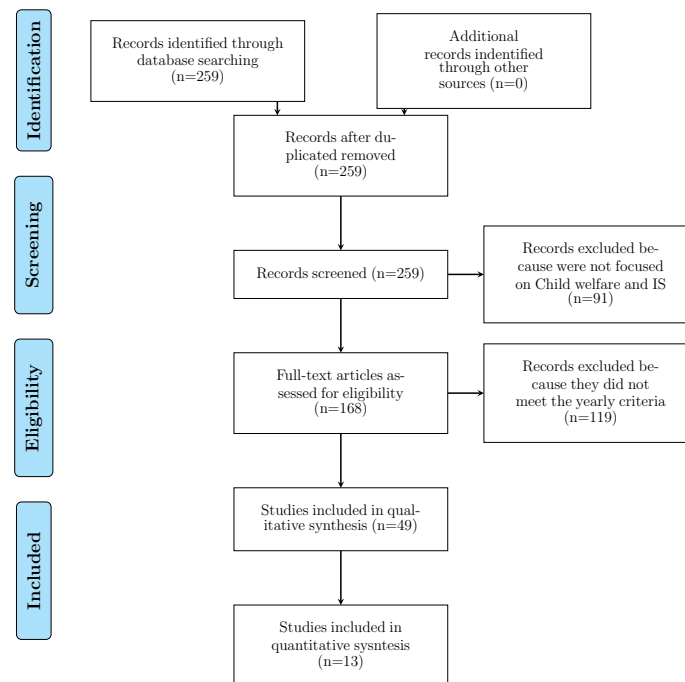 Identification
Records identified through
database searching
(n=259)
Additional
records indentified
through other
sources (n=0)
Records after du-
plicated removed
(n=259)
Screening
Records screened (n=259)
Records excluded be-
cause were not focused
on Child welfare and IS
(n=91)
Eligibility
Full-text articles as-
sessed for eligibility
(n=168)
Records excluded be-
cause they did not
meet the yearly criteria
(n=119)
Included
Studies included in qual-
itative synthesis (n=49)
Studies included in
quantitative sysntesis
(n=13)